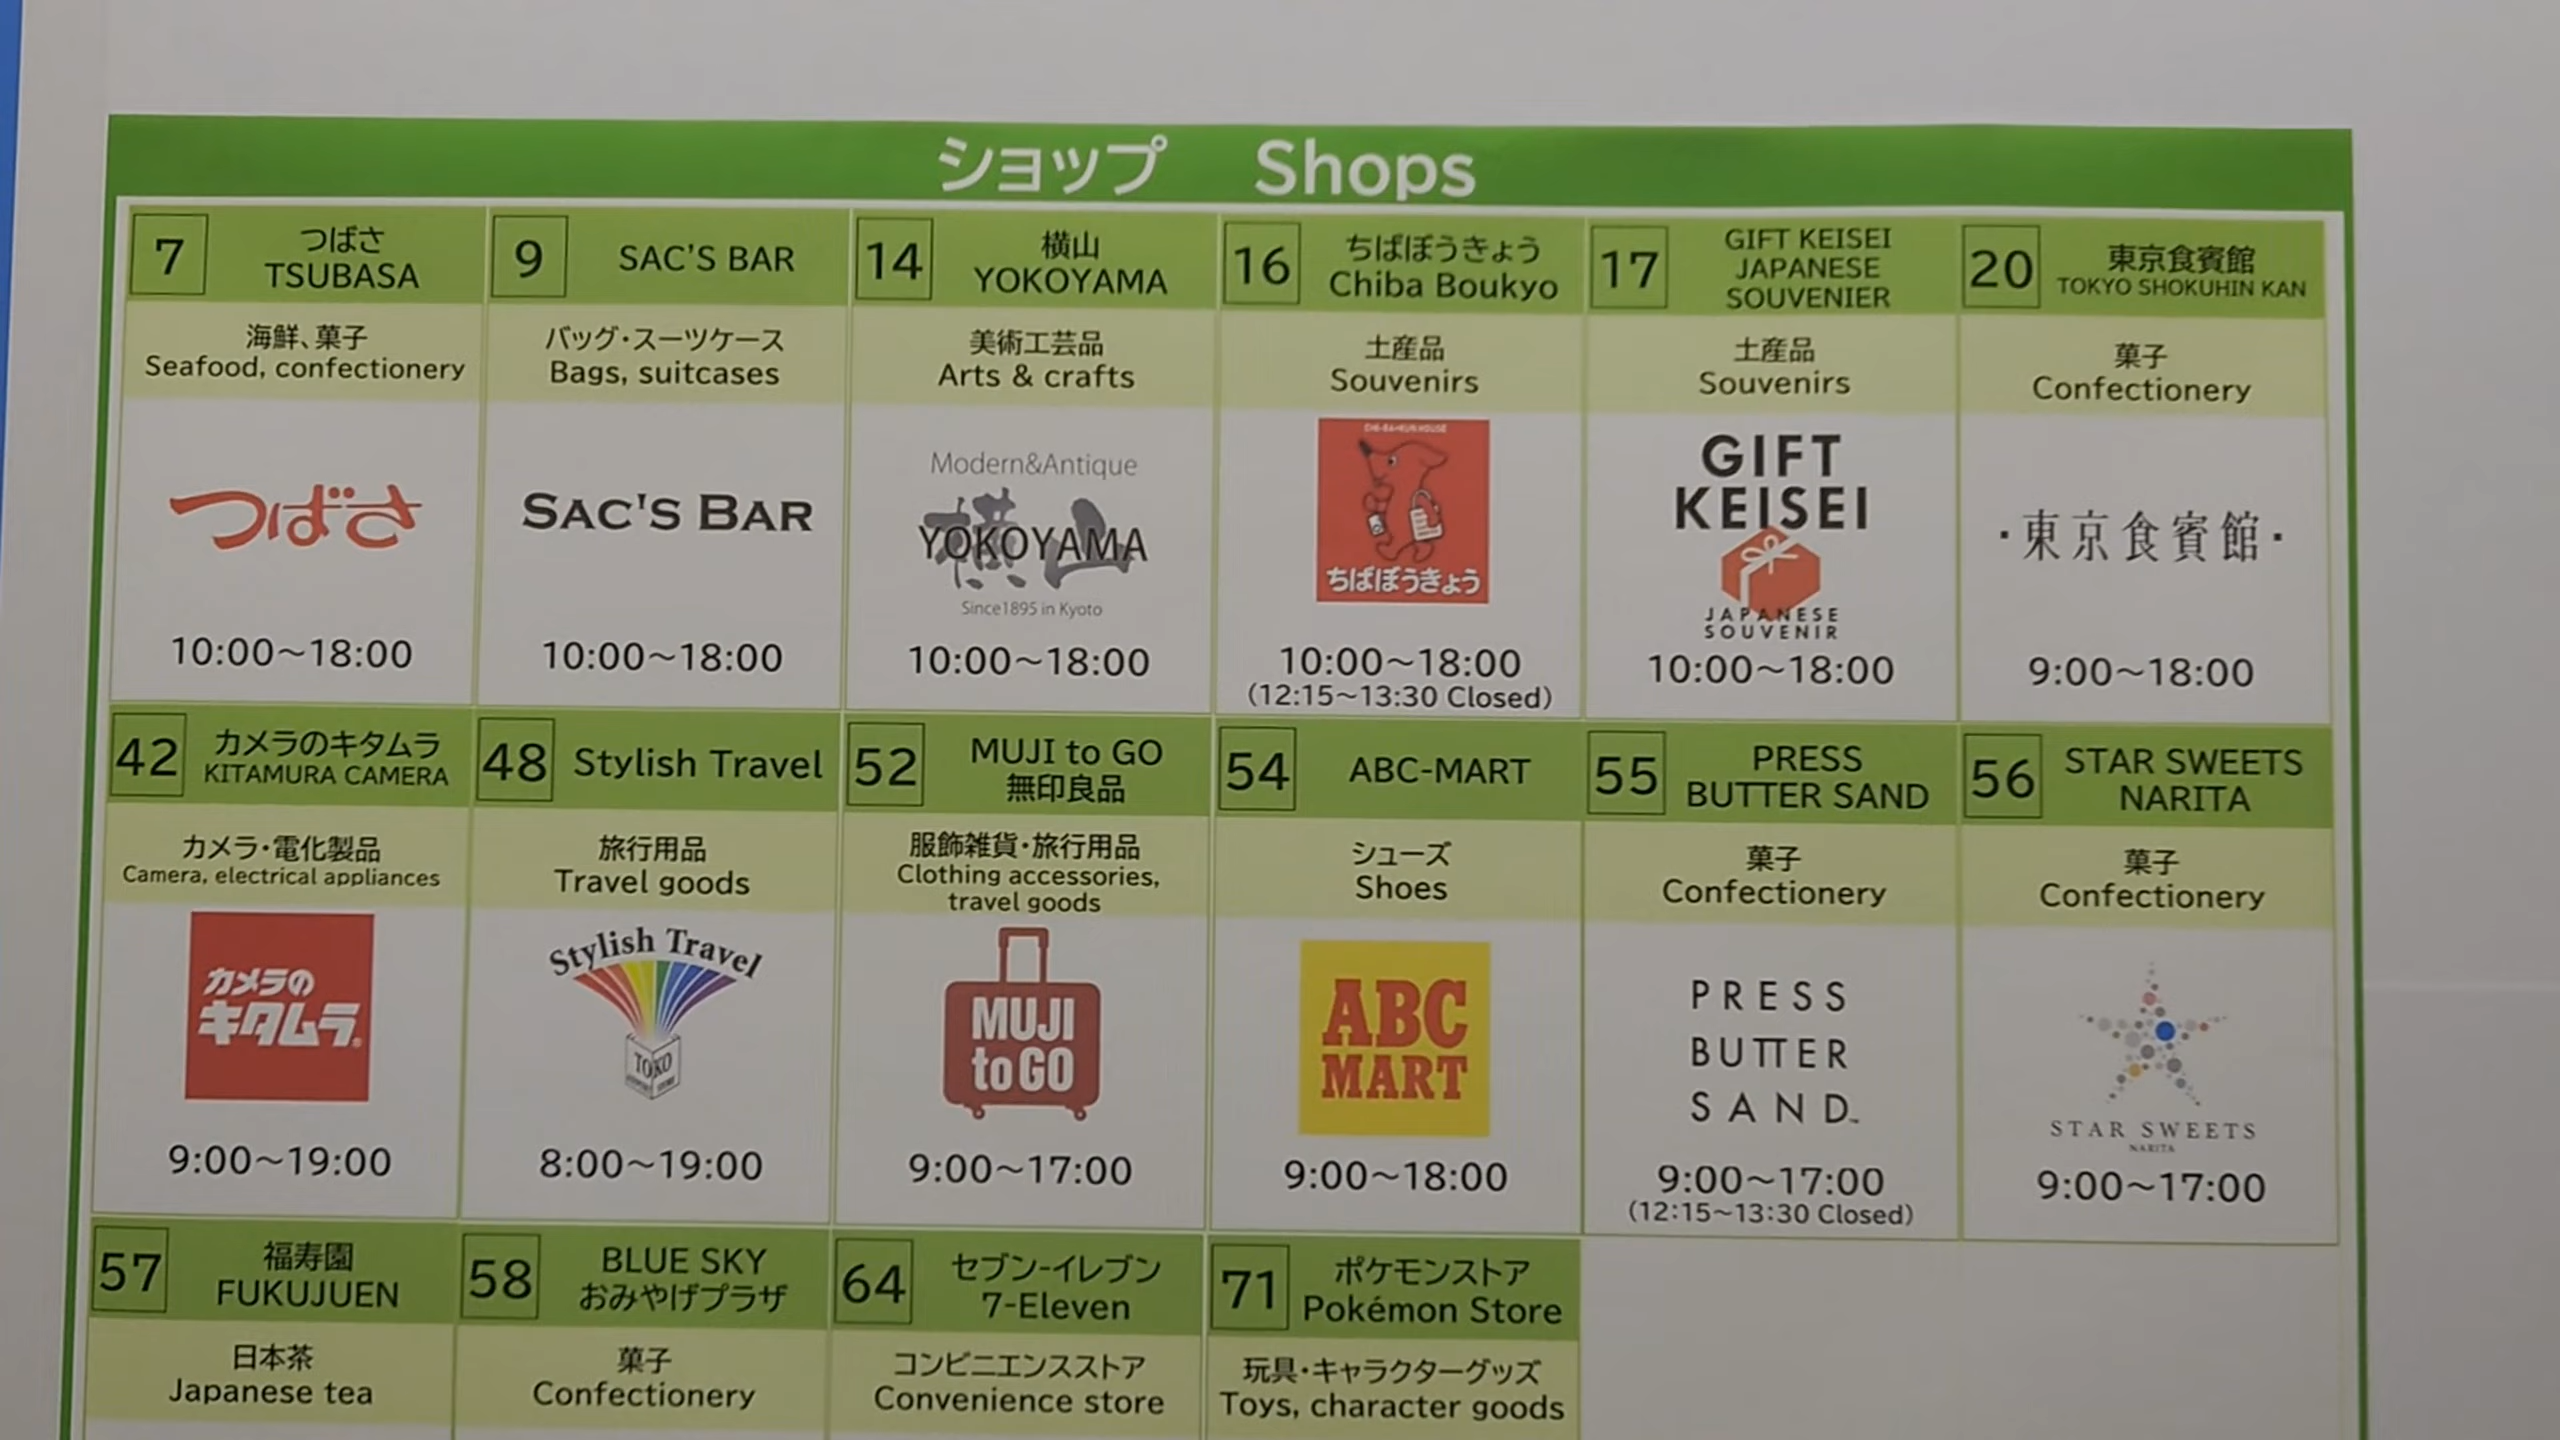 ショップ Shops
7 つばさ
TSUBASA
海鮮、菓子
Seafood, confectionery
つばさ
10:00～18:00
9 SAC'S BAR
バッグ・スーツケース
Bags, suitcases
SAC'S BAR
10:00～18:00
14 横山
YOKOYAMA
美術工芸品
Arts & crafts
Modern&Antique
横山
YOKOYAMA
Since1895 in Kyoto
10:00～18:00
16 ちばぼうきょう
Chiba Boukyo
土産品
Souvenirs
CHI-BA+KUN HOUSE
ちばぼうきょう
10:00～18:00
(12:15～13:30 Closed)
17 GIFT KEISEI
JAPANESE
SOUVENIER
土産品
Souvenirs
GIFT
KEISEI
JAPANESE
SOUVENIR
10:00～18:00
20 東京食賓館
TOKYO SHOKUHIN KAN
菓子
Confectionery
・東京食賓館・
9:00～18:00
42 カメラのキタムラ
KITAMURA CAMERA
カメラ・電化製品
Camera, electrical appliances
カメラの
キタムラ®
9:00～19:00
48 Stylish Travel
旅行用品
Travel goods
Stylish Travel
TOKO
8:00～19:00
52 MUJI to GO
無印良品
服飾雑貨・旅行用品
Clothing accessories,
travel goods
MUJI
to GO
9:00～17:00
54 ABC-MART
シューズ
Shoes
ABC
MART
9:00～18:00
55 PRESS
BUTTER SAND
菓子
Confectionery
PRESS
BUTTER
SAND™
9:00～17:00
(12:15～13:30 Closed)
56 STAR SWEETS
NARITA
菓子
Confectionery
STAR SWEETS
NARITA
9:00～17:00
57 福寿園
FUKUJUEN
日本茶
Japanese tea
58 BLUE SKY
おみやげプラザ
菓子
Confectionery
64 セブン-イレブン
7-Eleven
コンビニエンスストア
Convenience store
71 ポケモンストア
Pokémon Store
玩具・キャラクターグッズ
Toys, character goods